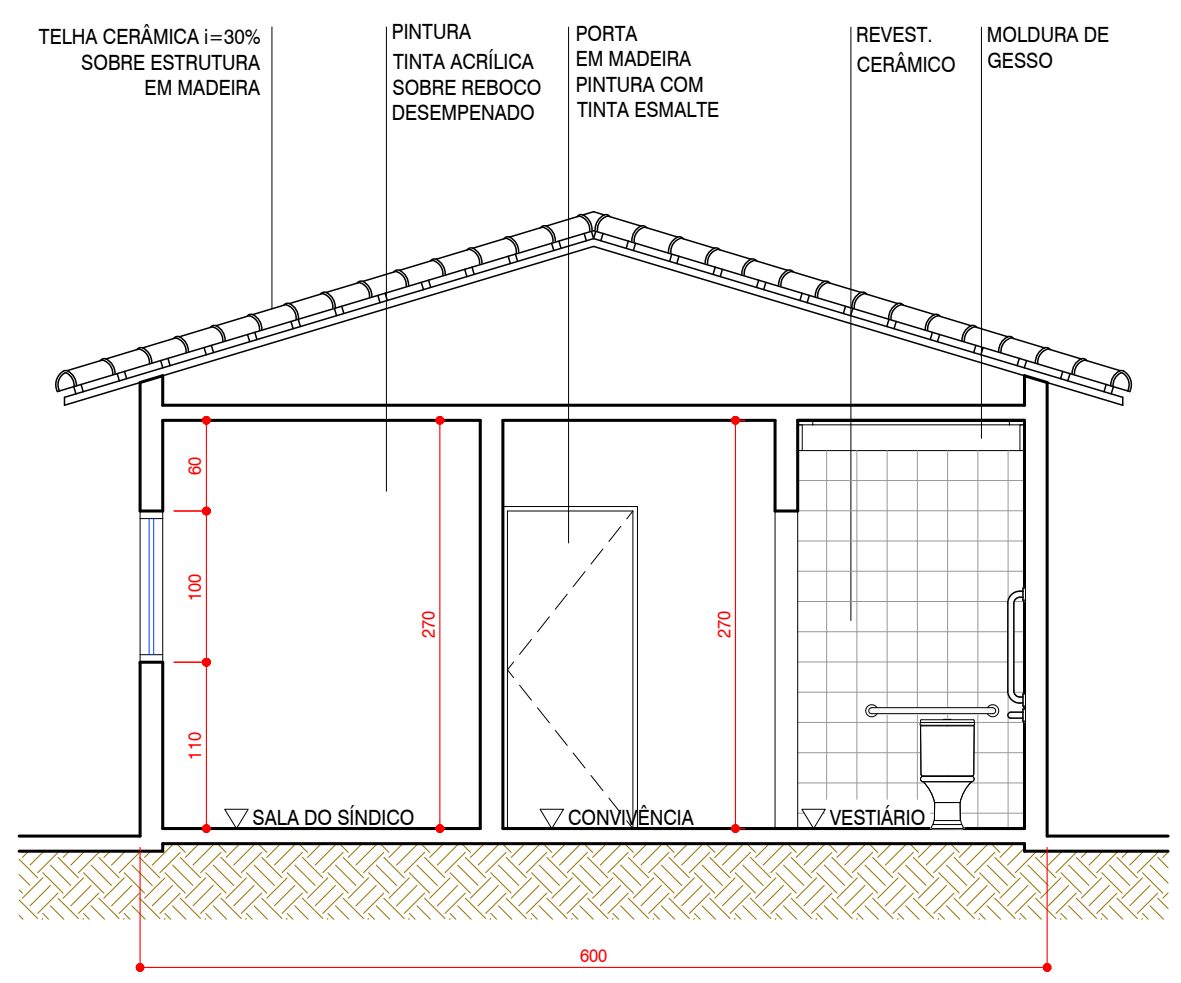 TELHA CERÂMICA i=30%
SOBRE ESTRUTURA
EM MADEIRA
PINTURA
TINTA ACRÍLICA
SOBRE REBOCO
DESEMPENADO
PORTA
EM MADEIRA
PINTURA COM
TINTA ESMALTE
REVEST.
CERÂMICO
MOLDURA DE
GESSO
60
100
110
270
270
SALA DO SÍNDICO
CONVIVÊNCIA
VESTIÁRIO
600